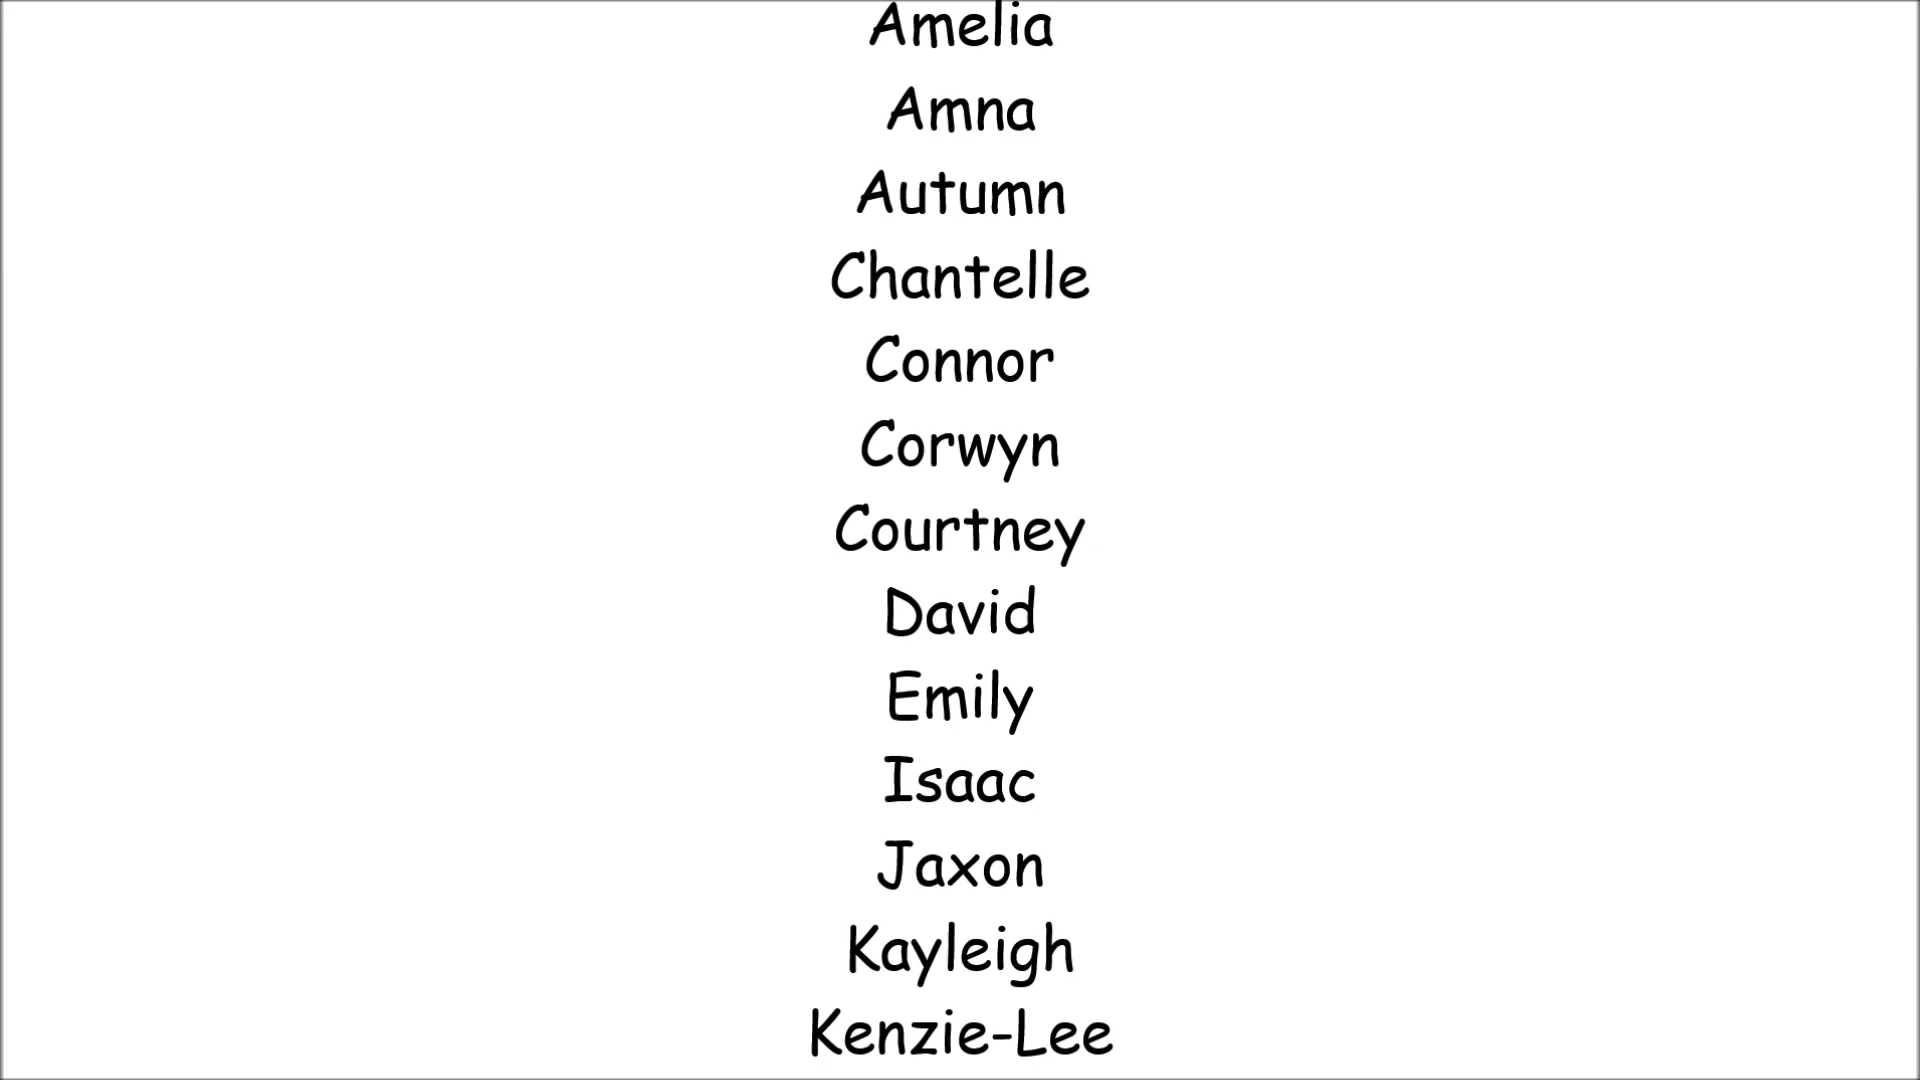 Amelia
Amna
Autumn
Chantelle
Connor
Corwyn
Courtney
David
Emily
Isaac
Jaxon
Kayleigh
Kenzie-Lee